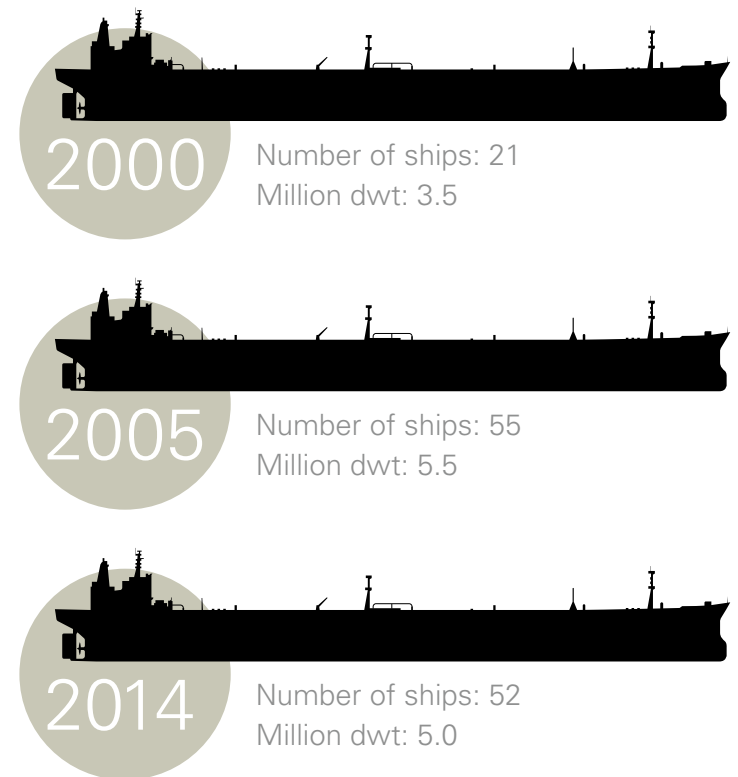 2000
Number of ships: 21
Million dwt: 3.5
2005
Number of ships: 55
Million dwt: 5.5
2014
Number of ships: 52
Million dwt: 5.0